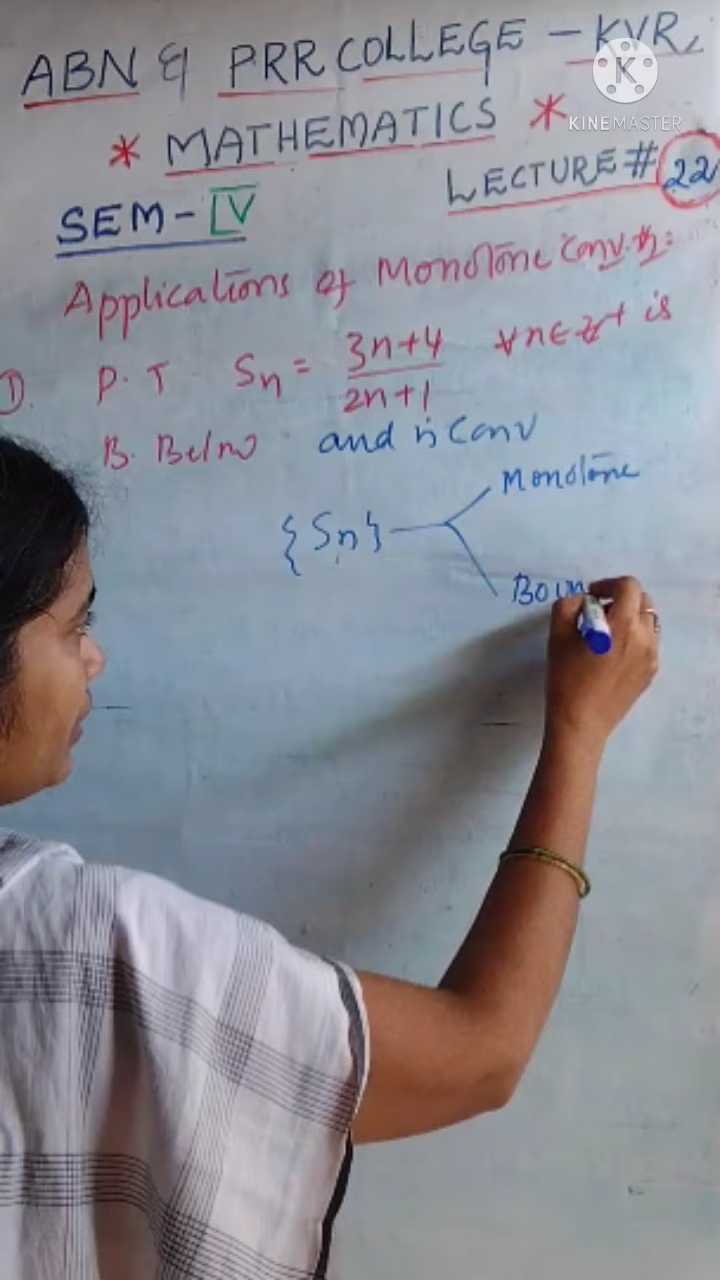 ABN & PRR COLLEGE - KVR
K
KINEMASTER
* MATHEMATICS *
LECTURE # 22
SEM - IV
Applications of Monotone Conv. th:
1). P.T Sn = 3n+4 / 2n+1 ∀ n ∈ z+ is
B. Below and is Conv
{Sn} Monotone
Boun